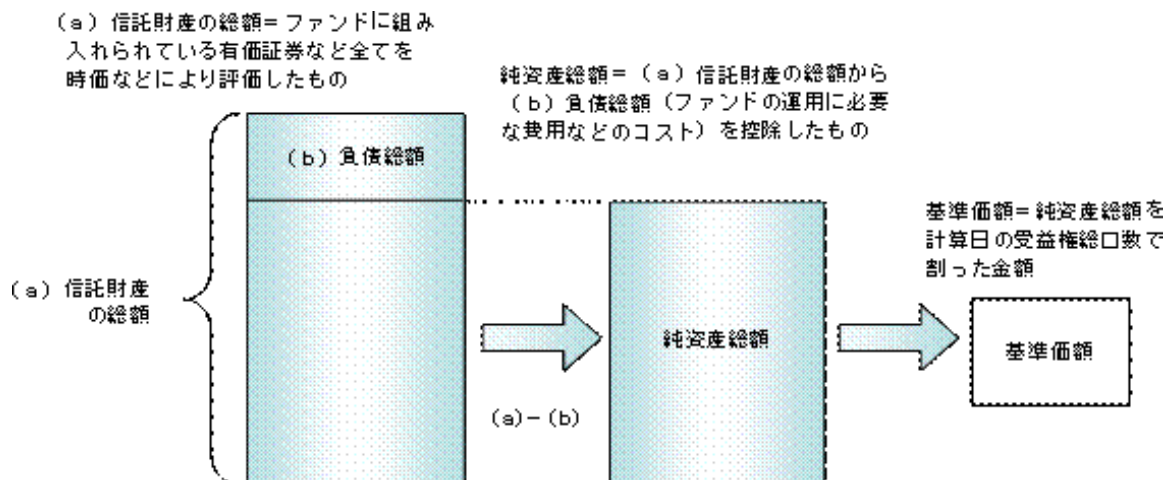 (a) 信託財産の総額=ファンドに組み
入れられている有価証券など全てを
時価などにより評価したもの
純資産総額=(a) 信託財産の総額から
(b) 負債総額(ファンドの運用に必要
な費用などのコスト)を控除したもの
(b) 負債総額
基準価額=純資産総額を
計算日の受益権総口数で
割った金額
(a) 信託財産
の総額
純資産総額
基準価額
(a)-(b)